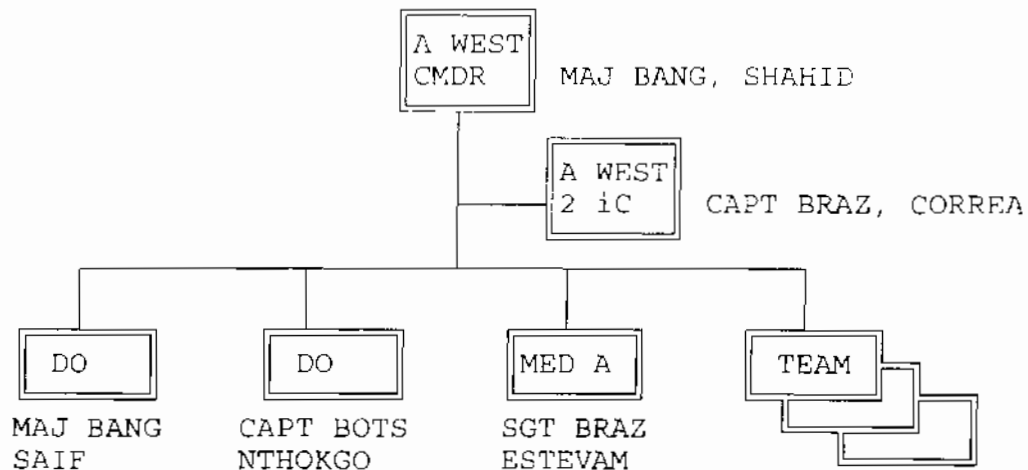 A WEST
CMDR
MAJ BANG, SHAHID
A WEST
2 iC
CAPT BRAZ, CORREA
DO
DO
MED A
TEAM
MAJ BANG
SAIF
CAPT BOTS
NTHOKGO
SGT BRAZ
ESTEVAM